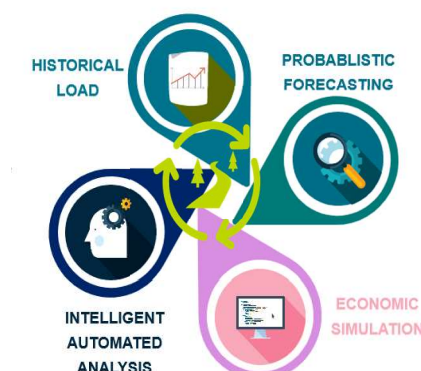 HISTORICAL
LOAD
PROBABLISTIC
FORECASTING
INTELLIGENT
AUTOMATED
ANALYSIS
ECONOMIC
SIMULATION